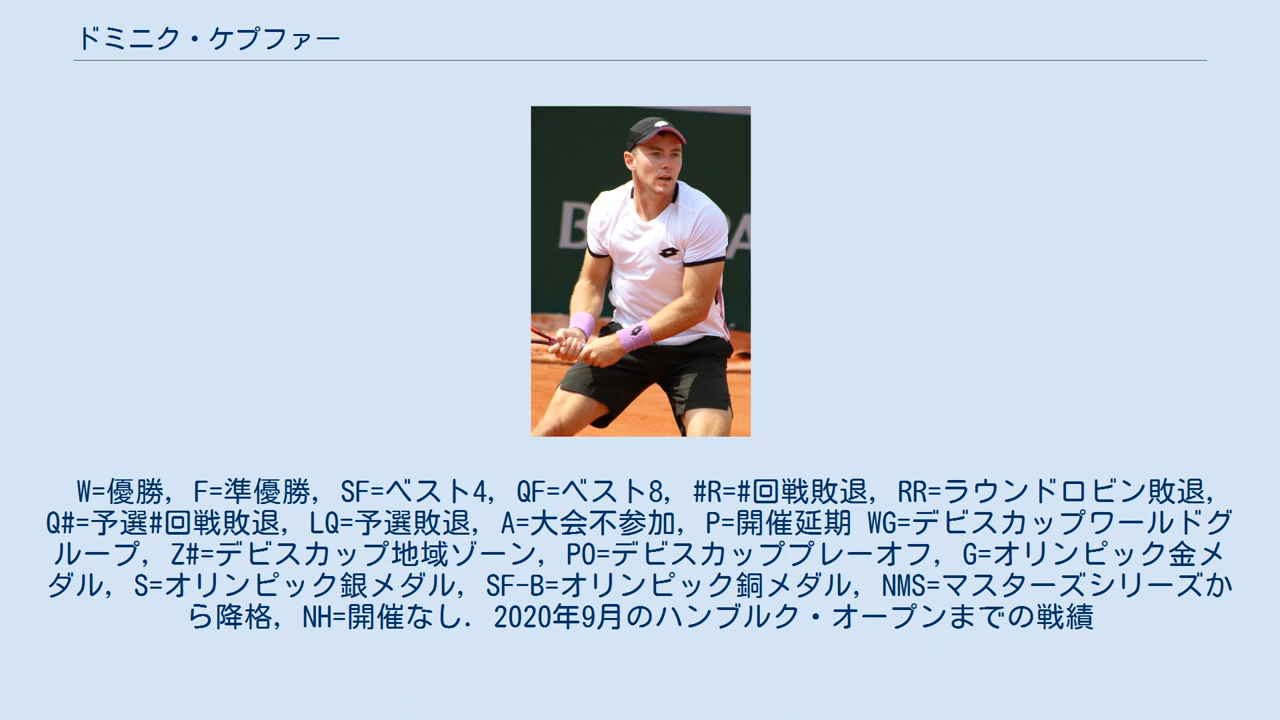 ドミニク・ケプファー
B
PA
W=優勝, F=準優勝, SF=ベスト4, QF=ベスト8, #R=#回戦敗退, RR=ラウンドロビン敗退,
Q#=予選#回戦敗退, LQ=予選敗退, A=大会不参加, P=開催延期 WG=デビスカップワールドグ
ループ, Z#=デビスカップ地域ゾーン, PO=デビスカッププレーオフ, G=オリンピック金メ
ダル, S=オリンピック銀メダル, SF-B=オリンピック銅メダル, NMS=マスターズシリーズか
ら降格, NH=開催なし. 2020年9月のハンブルク・オープンまでの戦績